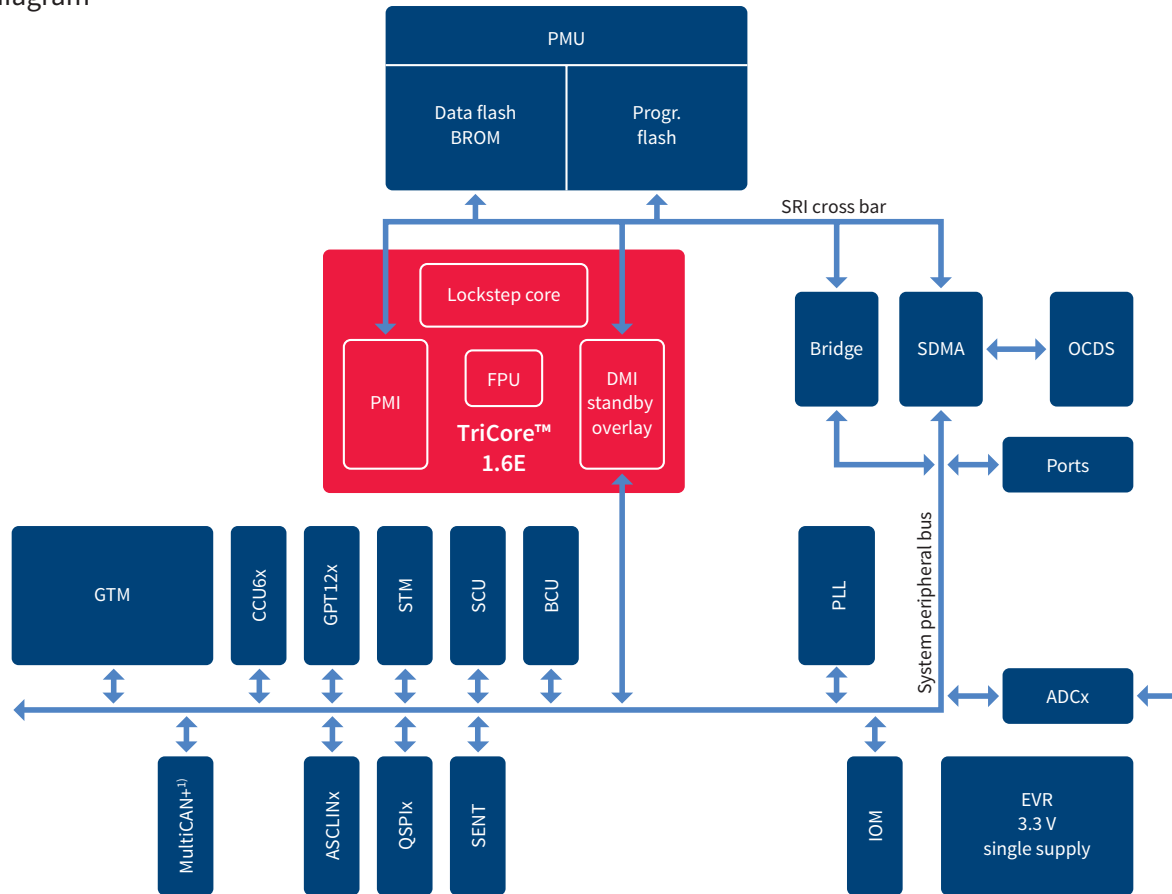 PMU
Data flash
BROM
Progr.
flash
SRI cross bar
Lockstep core
PMI
FPU
TriCore™
1.6E
DMI
standby
overlay
Bridge
SDMA
OCDS
Ports
System peripheral bus
GTM
CCU6x
GPT12x
STM
SCU
BCU
PLL
ADCx
MultiCAN+¹⁾
ASCLINx
QSPIx
SENT
IOM
EVR
3.3 V
single supply